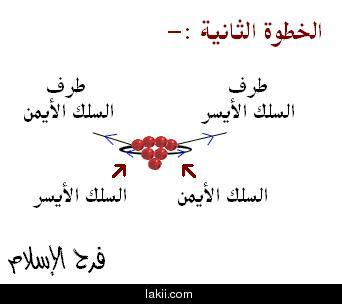 الخطوة الثانية :-
طرف
السلك الأيسر
طرف
السلك الأيمن
السلك الأيمن
السلك الأيسر
فرح الإسلام
lakii.com